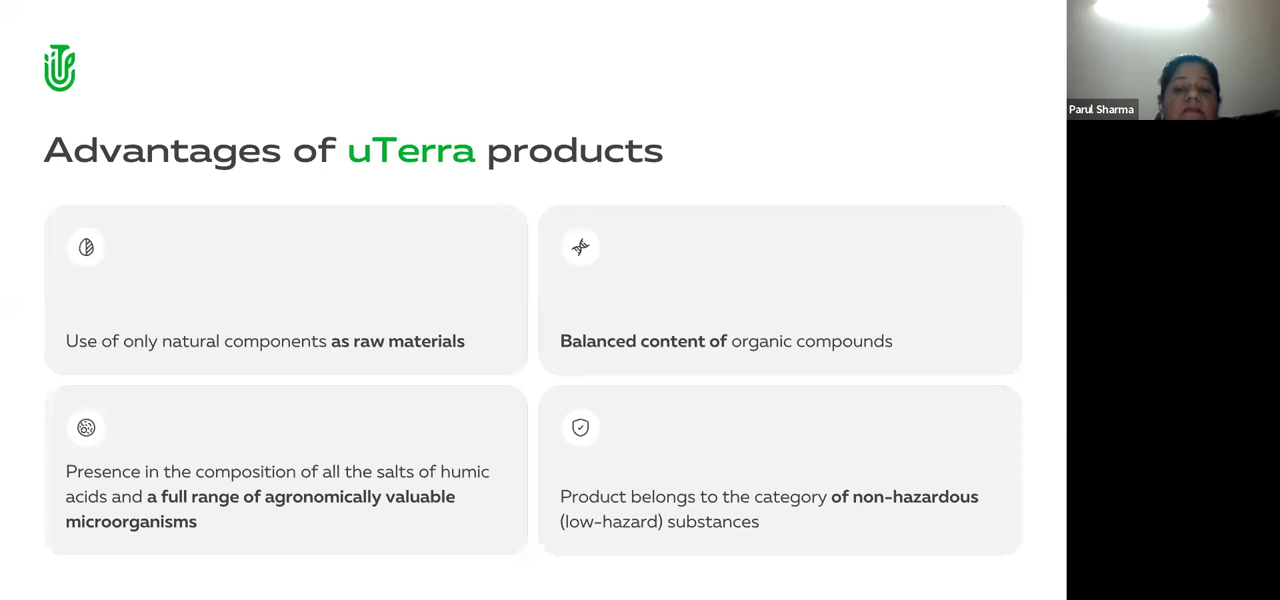 Advantages of uTerra products
Use of only natural components as raw materials
Balanced content of organic compounds
Presence in the composition of all the salts of humic
acids and a full range of agronomically valuable
microorganisms
Product belongs to the category of non-hazardous
(low-hazard) substances
Parul Sharma